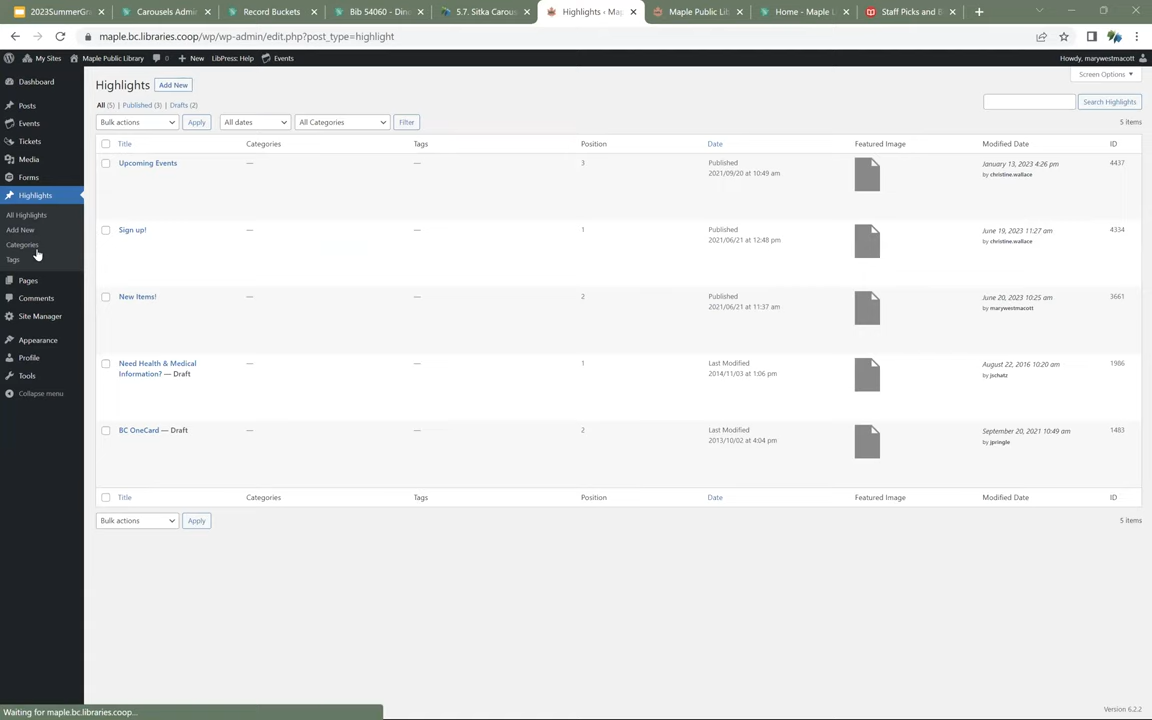 2023SummerGr
Carousels Admi
Record Buckets
Bib 54060 - Din
5.7. Sitka Carous
Highlights ‹ Ma
Maple Public Li
Home - Maple L
Staff Picks and B
maple.bc.libraries.coop/wp/wp-admin/edit.php?post_type=highlight
My Sites Maple Public Library 0 New LibPress: Help Events Howdy, marywestmacott
Dashboard
Posts
Events
Tickets
Media
Forms
Highlights
All Highlights
Add New
Categories
Tags
Pages
Comments
Site Manager
Appearance
Profile
Tools
Collapse menu
Screen Options
Highlights Add New
All (5) | Published (3) | Drafts (2)
Search Highlights
Bulk actions Apply All dates All Categories Filter 5 items
Title Categories Tags Position Date Featured Image Modified Date ID
Upcoming Events — — 3 Published January 13, 2023 4:26 pm 4437
2021/09/20 at 10:49 am by christine.wallace
Sign up! — — 1 Published June 19, 2023 11:27 am 4334
2021/06/21 at 12:48 pm by christine.wallace
New Items! — — 2 Published June 20, 2023 10:25 am 3661
2021/06/21 at 11:37 am by marywestmacott
Need Health & Medical — — 1 Last Modified August 22, 2016 10:20 am 1986
Information? — Draft 2014/11/03 at 1:06 pm by jschatz
BC OneCard — Draft — — 2 Last Modified September 20, 2021 10:49 am 1483
2013/10/02 at 4:04 pm by jpringle
Title Categories Tags Position Date Featured Image Modified Date ID
Bulk actions Apply 5 items
Waiting for maple.bc.libraries.coop...
Version 6.2.2